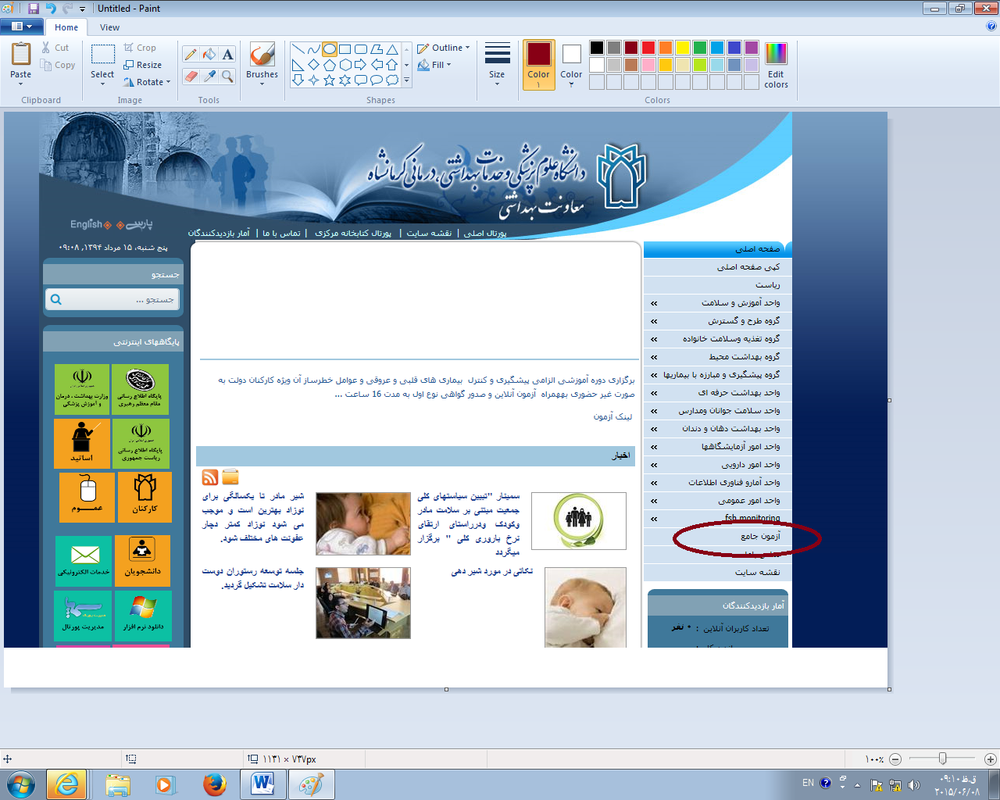 Untitled - Paint
Home
View
Paste
Cut
Copy
Clipboard
Select
Crop
Resize
Rotate
Image
Tools
Brushes
Shapes
Outline
Fill
Size
Color
۱
Color
۲
Edit colors
Colors
دانشگاه علوم پزشکی و خدمات بهداشتی، درمانی کرمانشاه
معاونت بهداشتی
پارسی
English
پورتال اصلی | نقشه سایت | پورتال کتابخانه مرکزی | تماس با ما | آمار بازدیدکنندگان
پنج شنبه، ۱۵ مرداد ۱۳۹۴, ۰۹:۰۸
صفحه اصلی
کپی صفحه اصلی
ریاست
واحد آموزش و سلامت
گروه طرح و گسترش
گروه تغذیه وسلامت خانواده
گروه بهداشت محیط
گروه پیشگیری و مبارزه با بیماریها
واحد بهداشت حرفه ای
واحد سلامت جوانان ومدارس
واحد بهداشت دهان و دندان
واحد امور آزمایشگاهها
واحد امور دارویی
واحد آمارو فناوری اطلاعات
واحد امور عمومی
fsh monitoring
آزمون جامع
نقشه سایت
آمار بازدیدکنندگان
تعداد کاربران آنلاین : ۰ نفر
برگزاری دوره آموزشی الزامی پیشگیری و کنترل بیماری های قلبی و عروقی و عوامل خطرساز آن ویژه کارکنان دولت به
صورت غیر حضوری بههمراه آزمون آنلاین و صدور گواهی نوع اول به مدت 16 ساعت ...
لینک آزمون
اخبار
سمینار "تبیین سیاستهای کلی
جمعیت مبتنی بر سلامت مادر
وکودک ودرراستای ارتقای
نرخ باروری کلی " برگزار
میگردد
شیر مادر تا یکسالگی برای
نوزاد بهترین است و موجب
می شود نوزاد کمتر دچار
عفونت های مختلف شود.
نکاتی در مورد شیر دهی
جلسه توسعه رستوران دوست
دار سلامت تشکیل گردید.
جستجو
جستجو ...
پایگاههای اینترنتی
پایگاه اطلاع رسانی
مقام معظم رهبری
وزارت بهداشت ، درمان
و آموزش پزشکی
پایگاه اطلاع رسانی
ریاست جمهوری
اساتید
کارکنان
عمـــوم
دانشجویان
خدمات الکترونیکی
دانلود نرم افزار
مدیریت پورتال
۱۱۳۱ × ۷۳۷px
۱۰۰%
EN
۰۹:۱۰ ق.ظ
۲۰۱۵/۰۶/۰۸